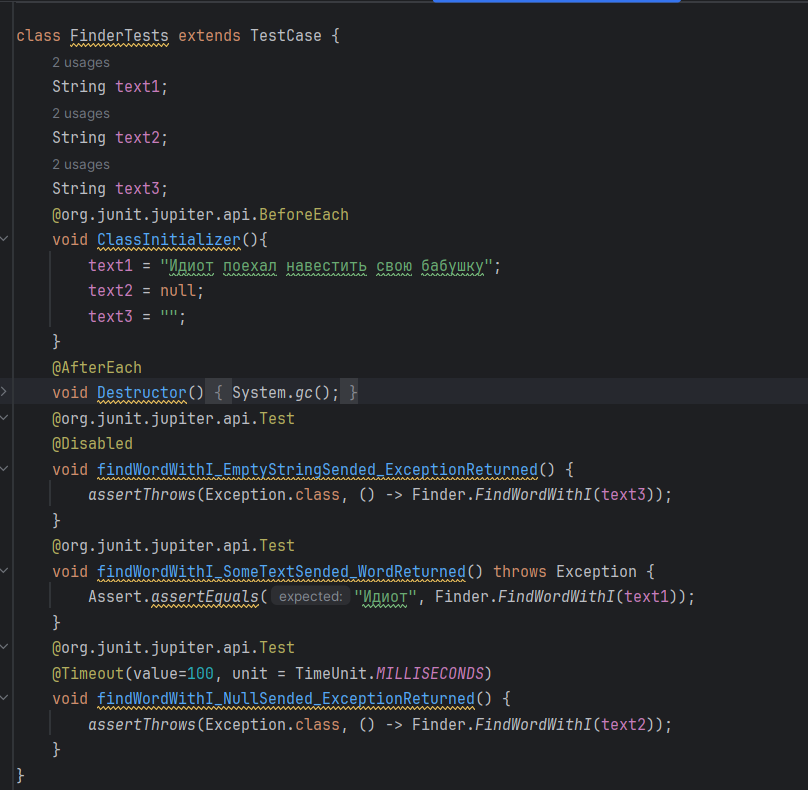 class FinderTests extends TestCase {
2 usages
String text1;
2 usages
String text2;
2 usages
String text3;
@org.junit.jupiter.api.BeforeEach
void ClassInitializer(){
text1 = "Идиот поехал навестить свою бабушку";
text2 = null;
text3 = "";
}
@AfterEach
void Destructor() { System.gc(); }
@org.junit.jupiter.api.Test
@Disabled
void findWordWithI_EmptyStringSended_ExceptionReturned() {
assertThrows(Exception.class, () -> Finder.FindWordWithI(text3));
}
@org.junit.jupiter.api.Test
void findWordWithI_SomeTextSended_WordReturned() throws Exception {
Assert.assertEquals( expected: "Идиот", Finder.FindWordWithI(text1));
}
@org.junit.jupiter.api.Test
@Timeout(value=100, unit = TimeUnit.MILLISECONDS)
void findWordWithI_NullSended_ExceptionReturned() {
assertThrows(Exception.class, () -> Finder.FindWordWithI(text2));
}
}